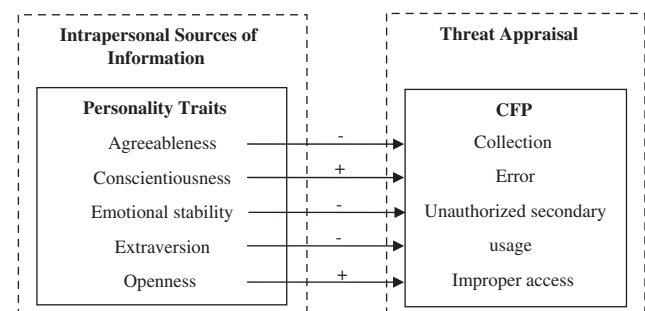 Intrapersonal Sources of
Information
Threat Appraisal
Personality Traits
CFP
Agreeableness
-
Collection
Conscientiousness
+
Error
Emotional stability
-
Unauthorized secondary
Extraversion
-
usage
Openness
+
Improper access